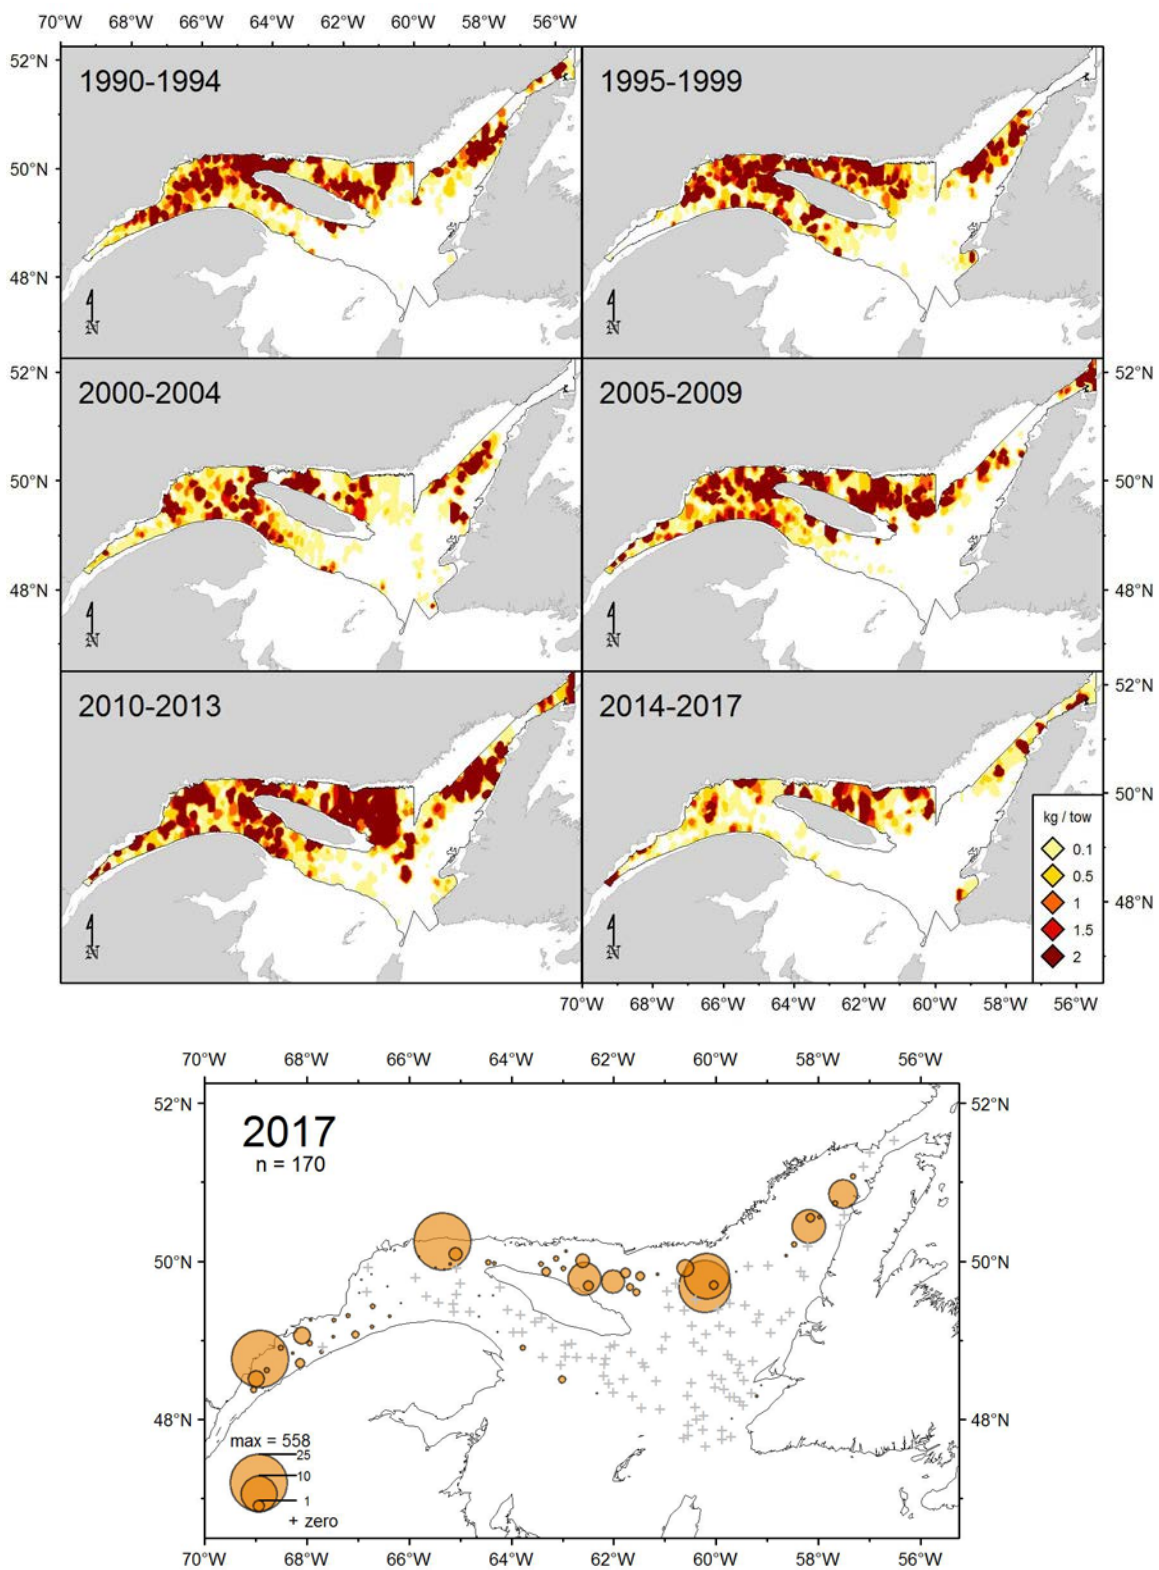 70°W 68°W 66°W 64°W 62°W 60°W 58°W 56°W
52°N
1990-1994
1995-1999
50°N
48°N
N
N
52°N
2000-2004
2005-2009
52°N
50°N
50°N
48°N
48°N
N
N
2010-2013
2014-2017
52°N
50°N
kg / tow
0.1
0.5
1
48°N
1.5
2
N
N
70°W 68°W 66°W 64°W 62°W 60°W 58°W 56°W
70°W 68°W 66°W 64°W 62°W 60°W 58°W 56°W
52°N
52°N
2017
n = 170
50°N
50°N
48°N
48°N
max = 558
25
10
1
+ zero
70°W 68°W 66°W 64°W 62°W 60°W 58°W 56°W